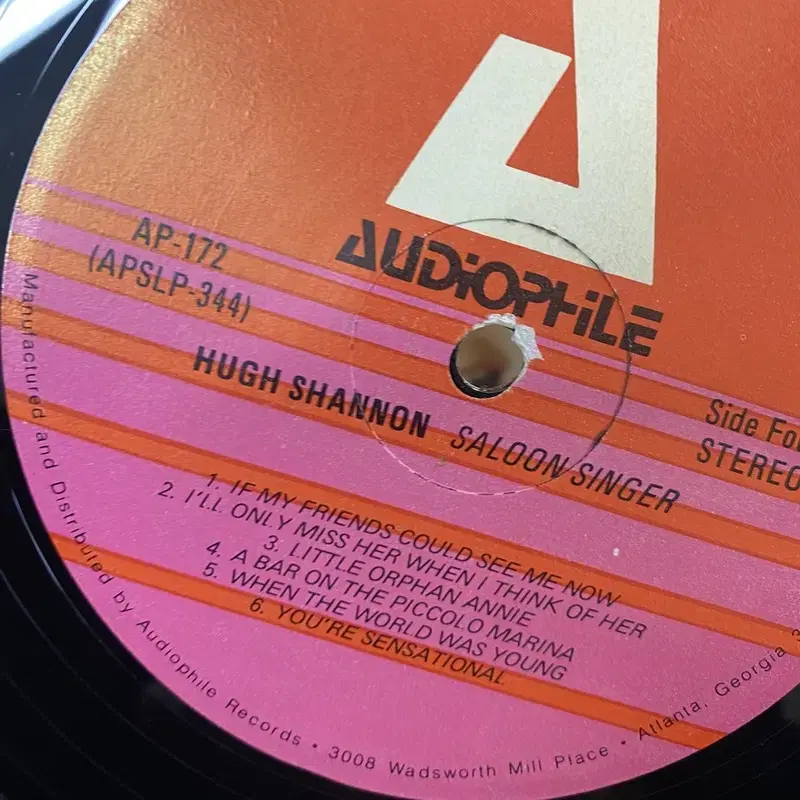 AUDIOPHILE
AP-172
(APSLP-344)
Side
STEREO
HUGH SHANNON SALOON SINGER
1. IF MY FRIENDS COULD SEE ME NOW
2. I'LL ONLY MISS HER WHEN I THINK OF HER
3. LITTLE ORPHAN ANNIE
4. A BAR ON THE PICCOLO MARINA
5. WHEN THE WORLD WAS YOUNG
6. YOU'RE SENSATIONAL
Manufactured and Distributed by Audiophile Records • 3008 Wadsworth Mill Place • Atlanta, Georgia